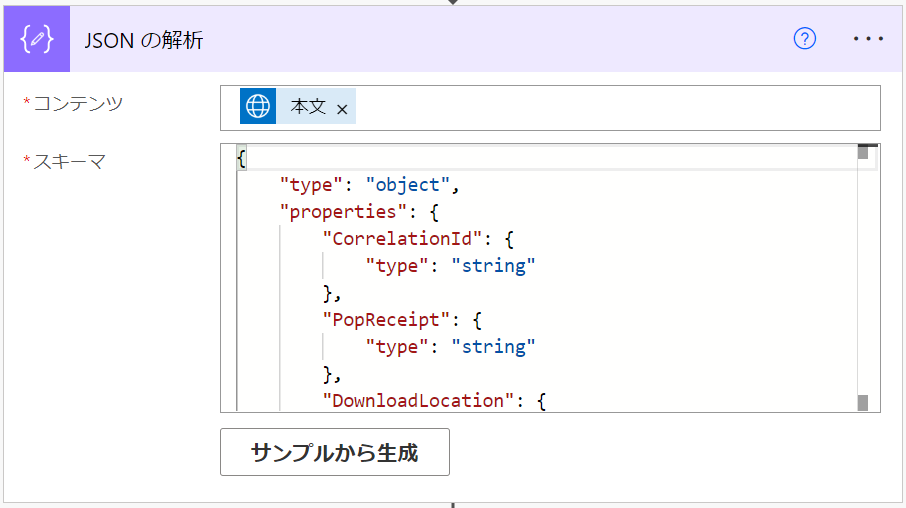 JSON の解析
? ...
*コンテンツ
本文 ×
*スキーマ
{
    "type": "object",
    "properties": {
        "CorrelationId": {
            "type": "string"
        },
        "PopReceipt": {
            "type": "string"
        },
        "DownloadLocation": {
サンプルから生成